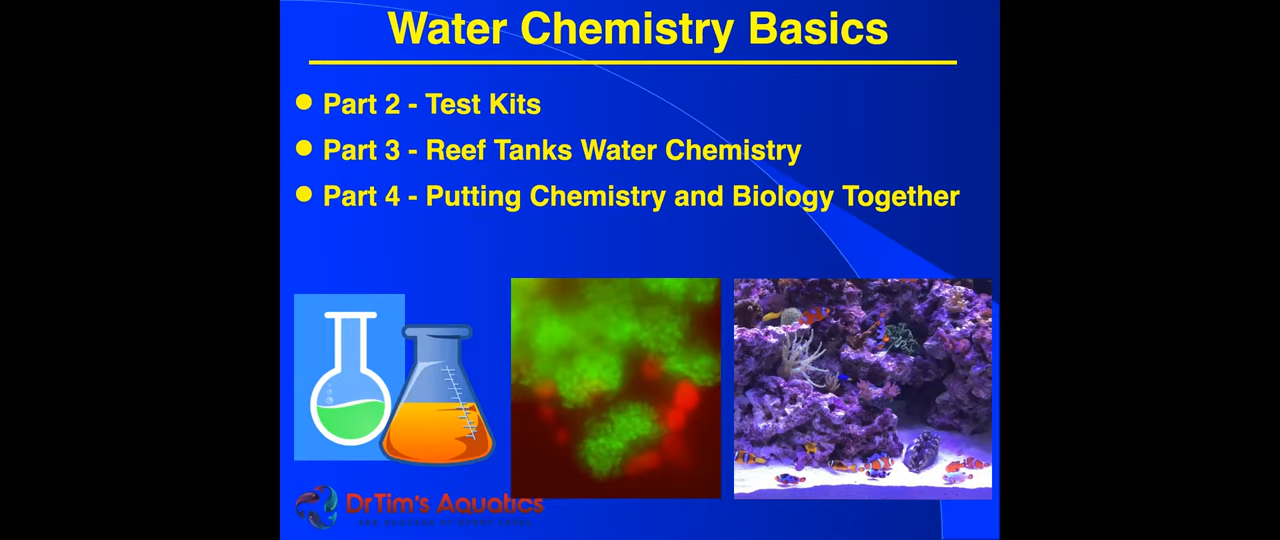 Water Chemistry Basics
Part 2 - Test Kits
Part 3 - Reef Tanks Water Chemistry
Part 4 - Putting Chemistry and Biology Together
DrTim's Aquatics